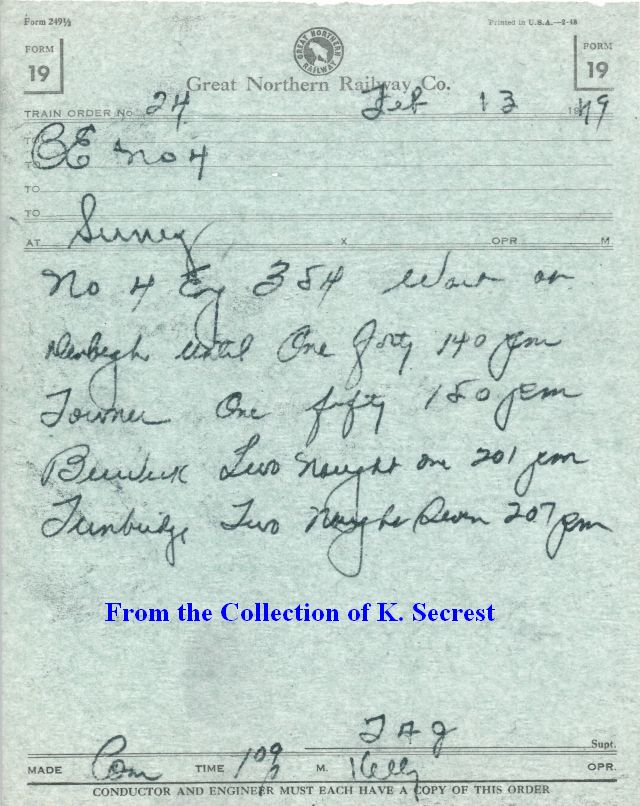 Form 249½ Printed in U.S.A.—2-48
FORM 19 GREAT NORTHERN RAILWAY FORM 19
Great Northern Railway Co.
TRAIN ORDER No. 24 Feb 13 1949
TO C&E No 4
TO
TO
TO
AT Surrey X OPR. M
No 4 Eng 354 Wait at
Denbigh until One forty 140 pm
Towner One fifty 150 pm
Berwick Two Naught one 201 pm
Tunbridge Two Naught Seven 207 pm
From the Collection of K. Secrest
Supt.
MADE Com TIME 109 P M. Kelly OPR.
CONDUCTOR AND ENGINEER MUST EACH HAVE A COPY OF THIS ORDER